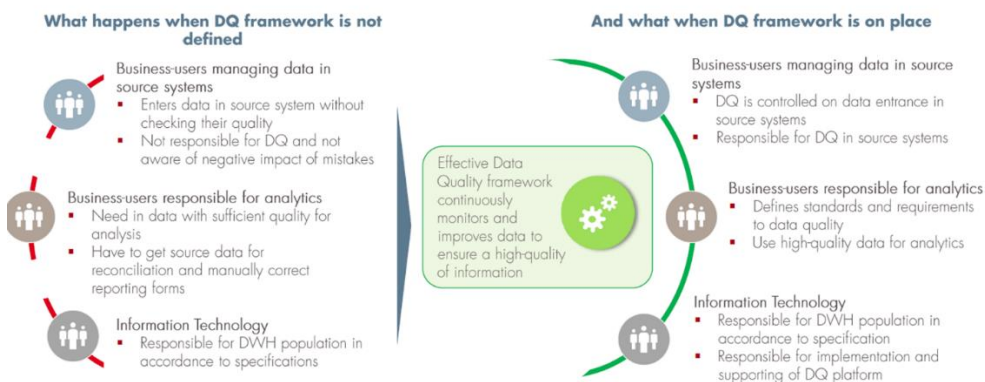 What happens when DQ framework is not
defined
Business-users managing data in
source systems
▪ Enters data in source system without
checking their quality
▪ Not responsible for DQ and not
aware of negative impact of mistakes
Business-users responsible for analytics
▪ Need in data with sufficient quality for
analysis
▪ Have to get source data for
reconciliation and manually correct
reporting forms
Information Technology
▪ Responsible for DWH population in
accordance to specifications
Effective Data
Quality framework
continuously
monitors and
improves data to
ensure a high-quality
of information
And what when DQ framework is on place
Business-users managing data in source
systems
▪ DQ is controlled on data entrance in
source systems
▪ Responsible for DQ in source systems
Business-users responsible for analytics
▪ Defines standards and requirements
to data quality
▪ Use high-quality data for analytics
Information Technology
▪ Responsible for DWH population in
accordance to specification
▪ Responsible for implementation and
supporting of DQ platform